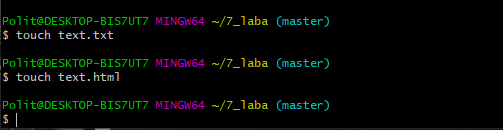 Polit@DESKTOP-BIS7UT7 MINGW64 ~/7_laba (master)
$ touch text.txt
Polit@DESKTOP-BIS7UT7 MINGW64 ~/7_laba (master)
$ touch text.html
Polit@DESKTOP-BIS7UT7 MINGW64 ~/7_laba (master)
$